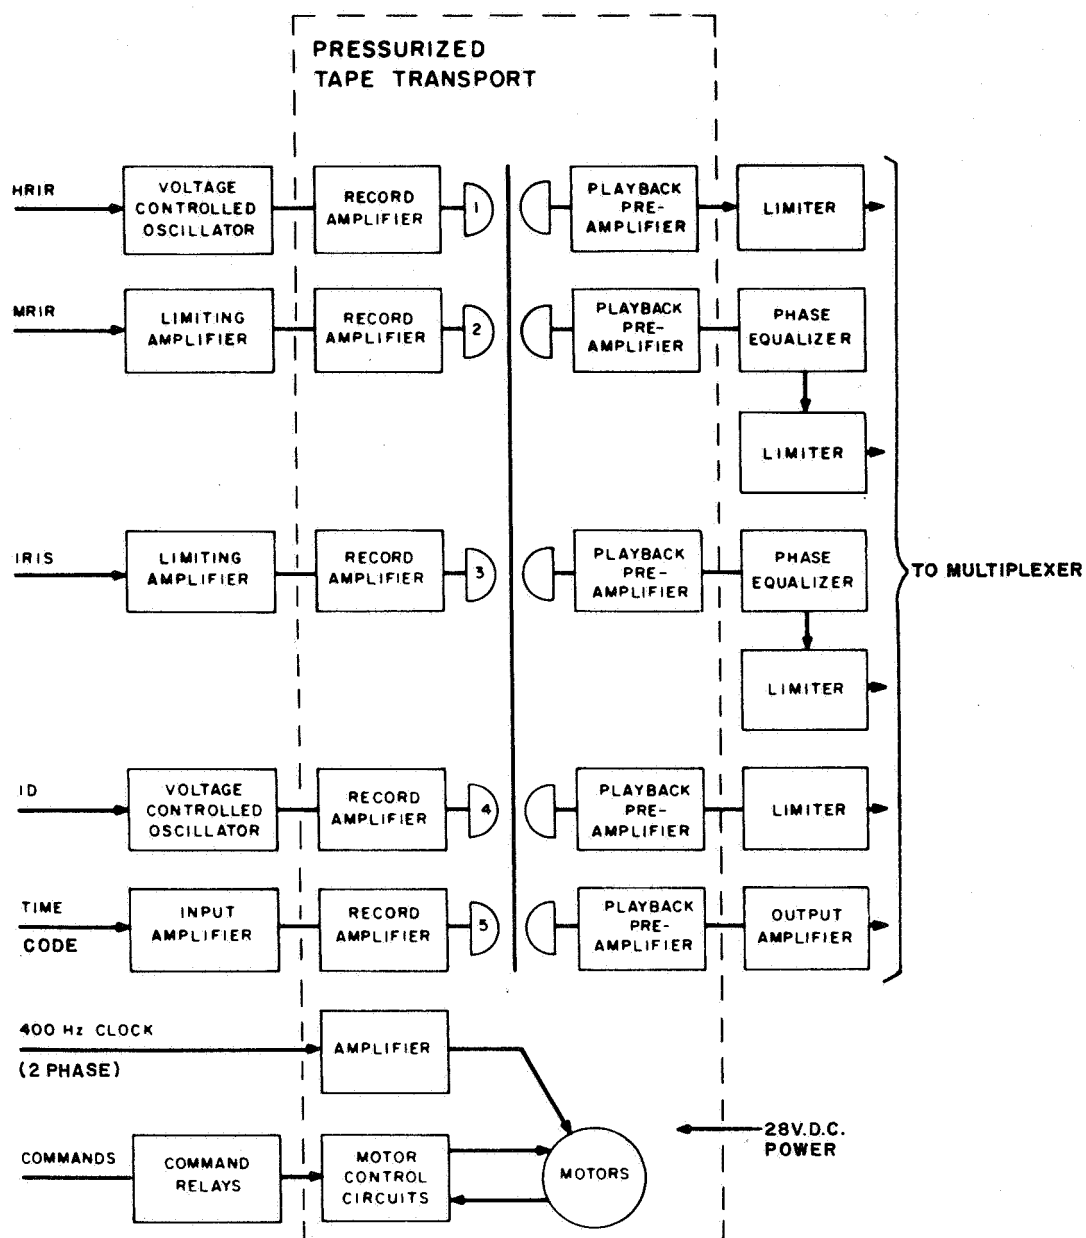 PRESSURIZED
TAPE TRANSPORT
HRIR
VOLTAGE
CONTROLLED
OSCILLATOR
RECORD
AMPLIFIER
1
PLAYBACK
PRE-
AMPLIFIER
LIMITER
MRIR
LIMITING
AMPLIFIER
RECORD
AMPLIFIER
2
PLAYBACK
PRE-
AMPLIFIER
PHASE
EQUALIZER
LIMITER
IRIS
LIMITING
AMPLIFIER
RECORD
AMPLIFIER
3
PLAYBACK
PRE-
AMPLIFIER
PHASE
EQUALIZER
TO MULTIPLEXER
LIMITER
ID
VOLTAGE
CONTROLLED
OSCILLATOR
RECORD
AMPLIFIER
4
PLAYBACK
PRE-
AMPLIFIER
LIMITER
TIME
CODE
INPUT
AMPLIFIER
RECORD
AMPLIFIER
5
PLAYBACK
PRE-
AMPLIFIER
OUTPUT
AMPLIFIER
400 Hz CLOCK
(2 PHASE)
AMPLIFIER
28V.D.C.
POWER
COMMANDS
COMMAND
RELAYS
MOTOR
CONTROL
CIRCUITS
MOTORS